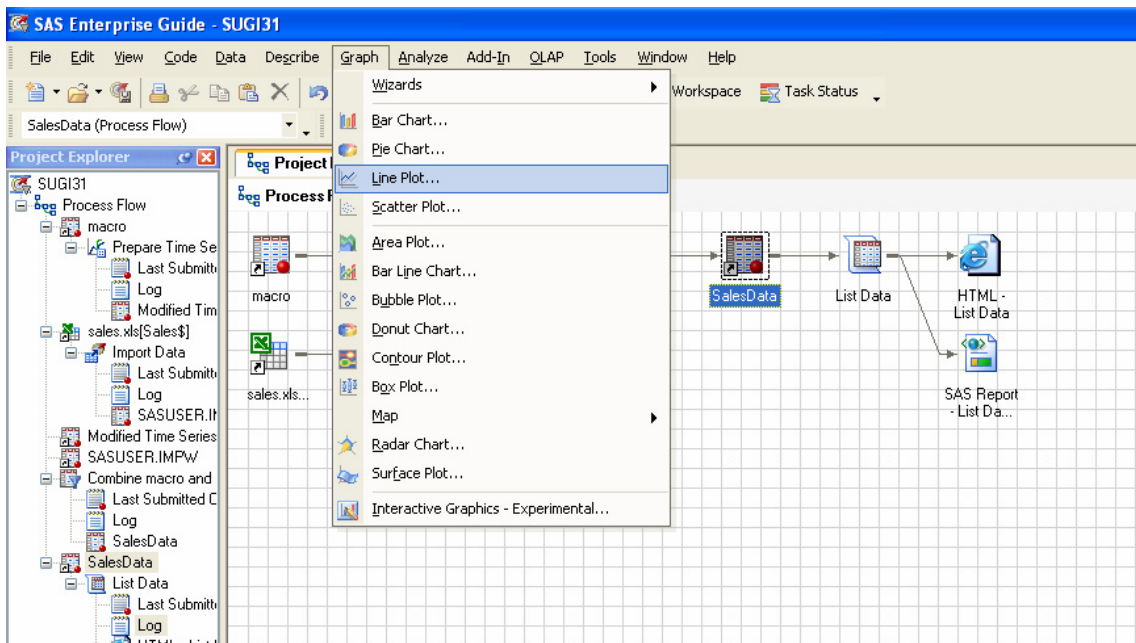 SAS Enterprise Guide - SUGI31
File Edit View Code Data Describe Graph Analyze Add-In OLAP Tools Window Help
Workspace Task Status
SalesData (Process Flow)
Wizards
Bar Chart...
Pie Chart...
Line Plot...
Scatter Plot...
Area Plot...
Bar Line Chart...
Bubble Plot...
Donut Chart...
Contour Plot...
Box Plot...
Map
Radar Chart...
Surface Plot...
Interactive Graphics - Experimental...
Project Explorer
SUGI31
Process Flow
macro
Prepare Time Se
Last Submitt
Log
Modified Tim
sales.xls[Sales$]
Import Data
Last Submitt
Log
SASUSER.I
Modified Time Series
SASUSER.IMPW
Combine macro and
Last Submitted C
Log
SalesData
SalesData
List Data
Last Submitt
Log
Project
Process F
macro
sales.xls...
SalesData
List Data
HTML -
List Data
SAS Report
- List Da...